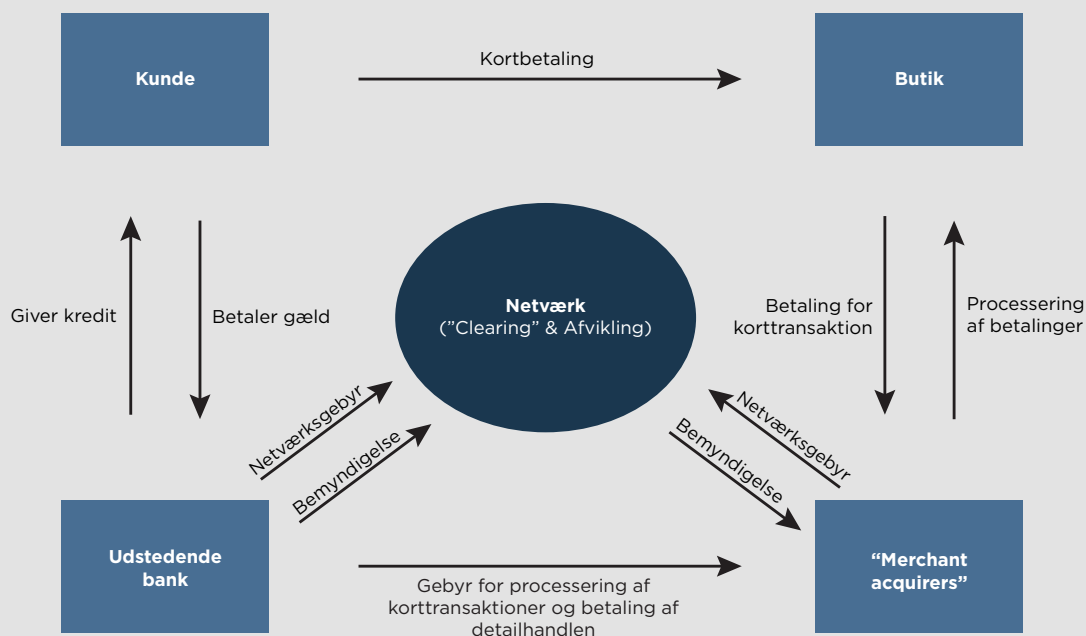 Kunde
Kortbetaling
Butik
Giver kredit
Betaler gæld
Netværk
(”Clearing” & Afvikling)
Betaling for
korttransaktion
Processering
af betalinger
Netværksgebyr
Bemyndigelse
Netværksgebyr
Bemyndigelse
Udstedende
bank
Gebyr for processering af
korttransaktioner og betaling af
detailhandlen
“Merchant
acquirers”